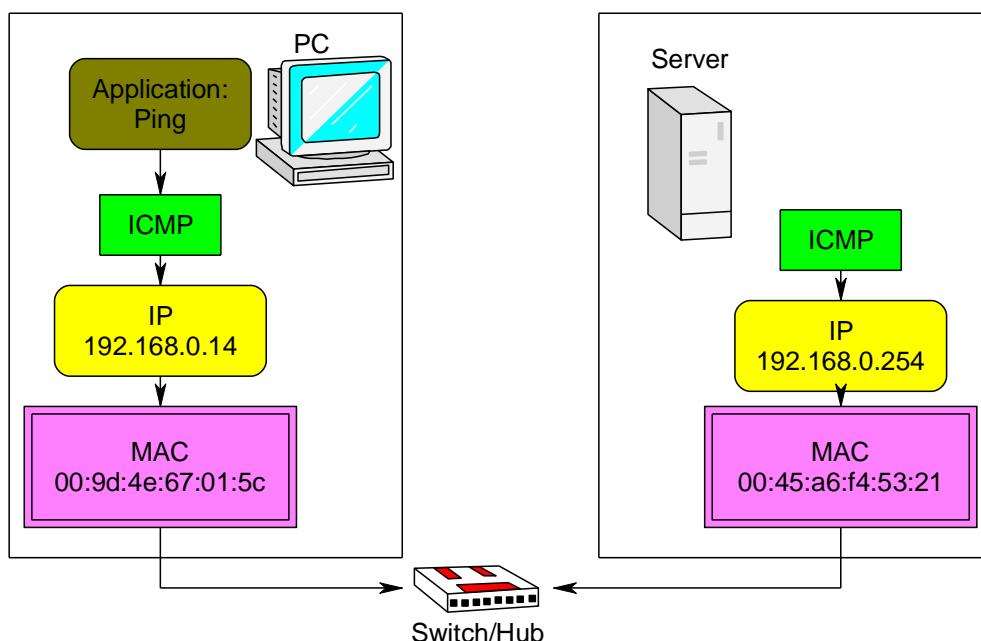 PC
Application:
Ping
ICMP
IP
192.168.0.14
MAC
00:9d:4e:67:01:5c
Server
ICMP
IP
192.168.0.254
MAC
00:45:a6:f4:53:21
Switch/Hub